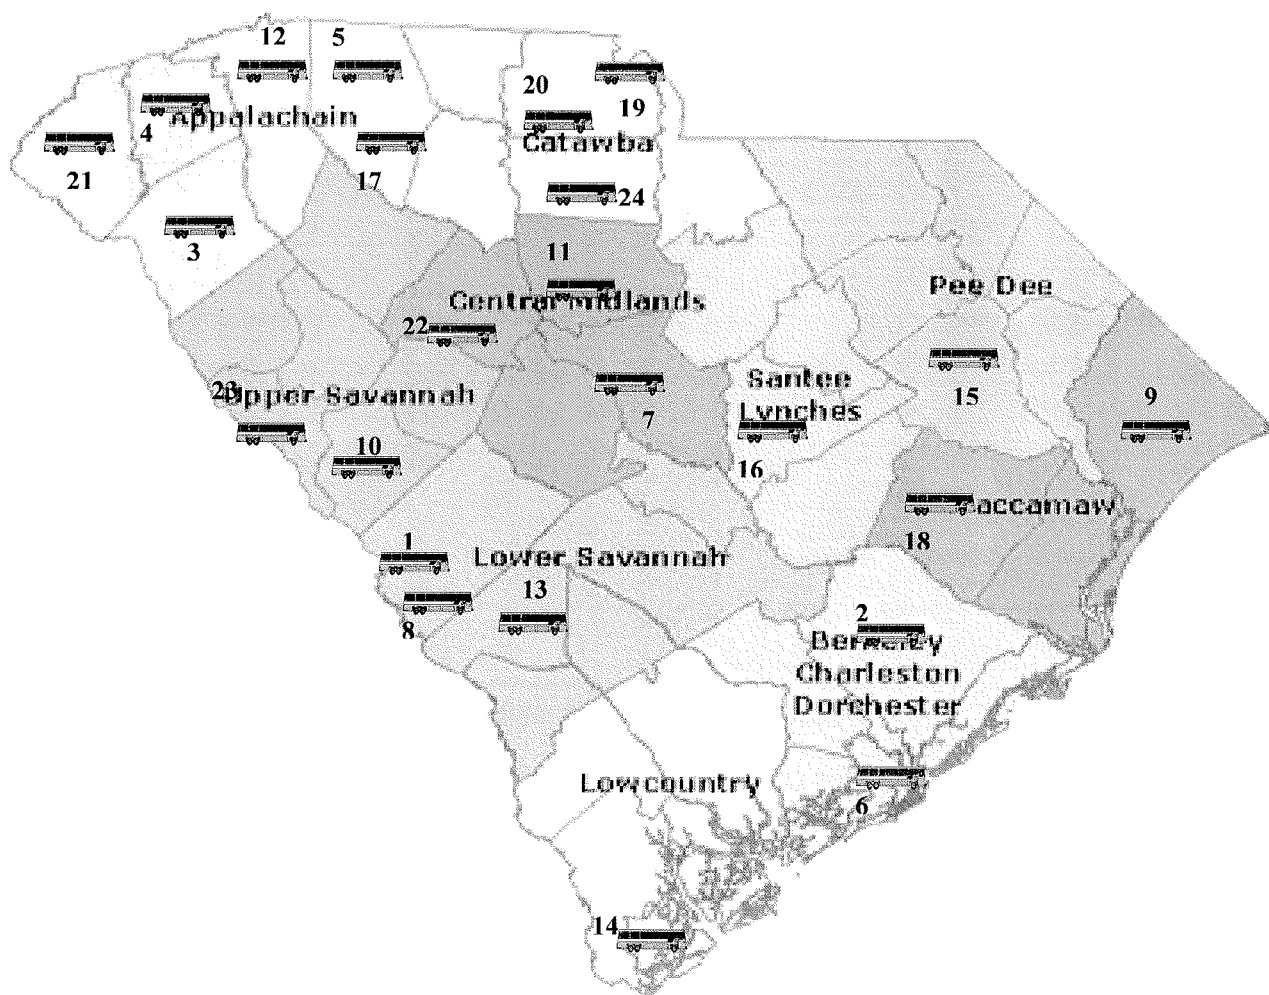 12 5
20
19
4 Appalachain
Catawba
21 17
24
3
11
Pee Dee
Central Midlands
22
Santee
23 Upper Savannah
Lynches
15 9
7
10
16
accamaw
1 18
Lower Savannah
13
8
2
Berkeley
Charleston
Dorchester
Lowcountry
6
14